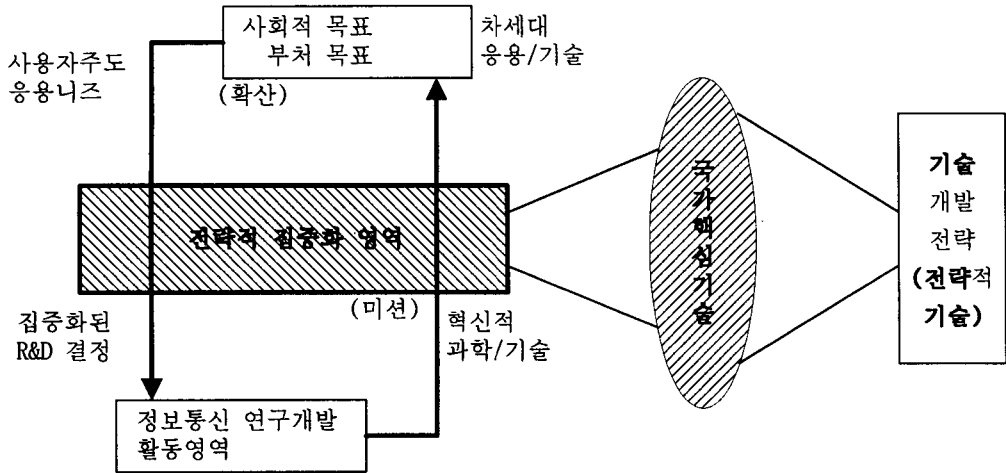 사회적 목표
부처 목표
차세대
응용/기술
사용자주도
응용니즈
(확산)
전략적 집중화 영역
(미션)
집중화된
R&D 결정
혁신적
과학/기술
정보통신 연구개발
활동영역
국가핵심기술
기술
개발
전략
(전략적
기술)